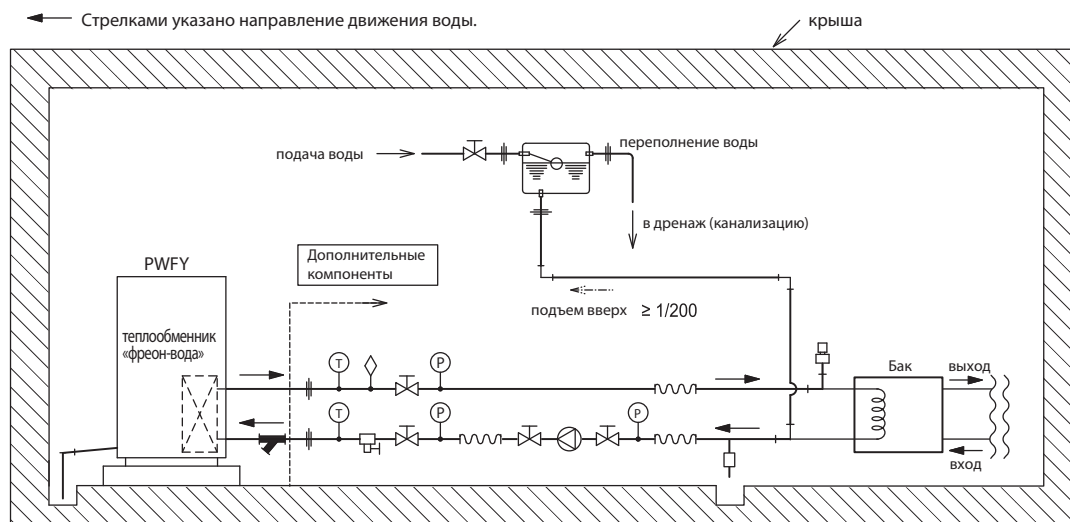 Стрелками указано направление движения воды.
крыша
подача воды
переполнение воды
в дренаж (канализацию)
PWFY
Дополнительные
компоненты
подъем вверх ≥ 1/200
теплообменник
«фреон-вода»
T
P
Бак
выход
T
P
P
вход